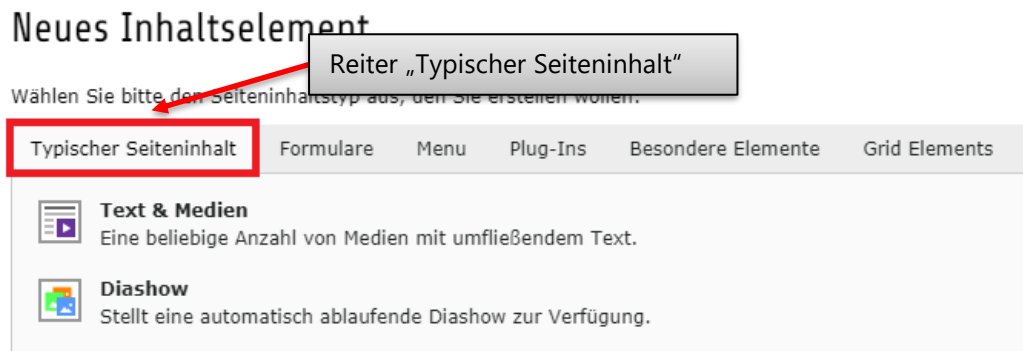 Neues Inhaltselement
Reiter „Typischer Seiteninhalt“
Wählen Sie bitte den Seiteninhaltstyp aus, den Sie erstellen wollen.
Typischer Seiteninhalt Formulare Menu Plug-Ins Besondere Elemente Grid Elements
Text & Medien
Eine beliebige Anzahl von Medien mit umfließendem Text.
Diashow
Stellt eine automatisch ablaufende Diashow zur Verfügung.